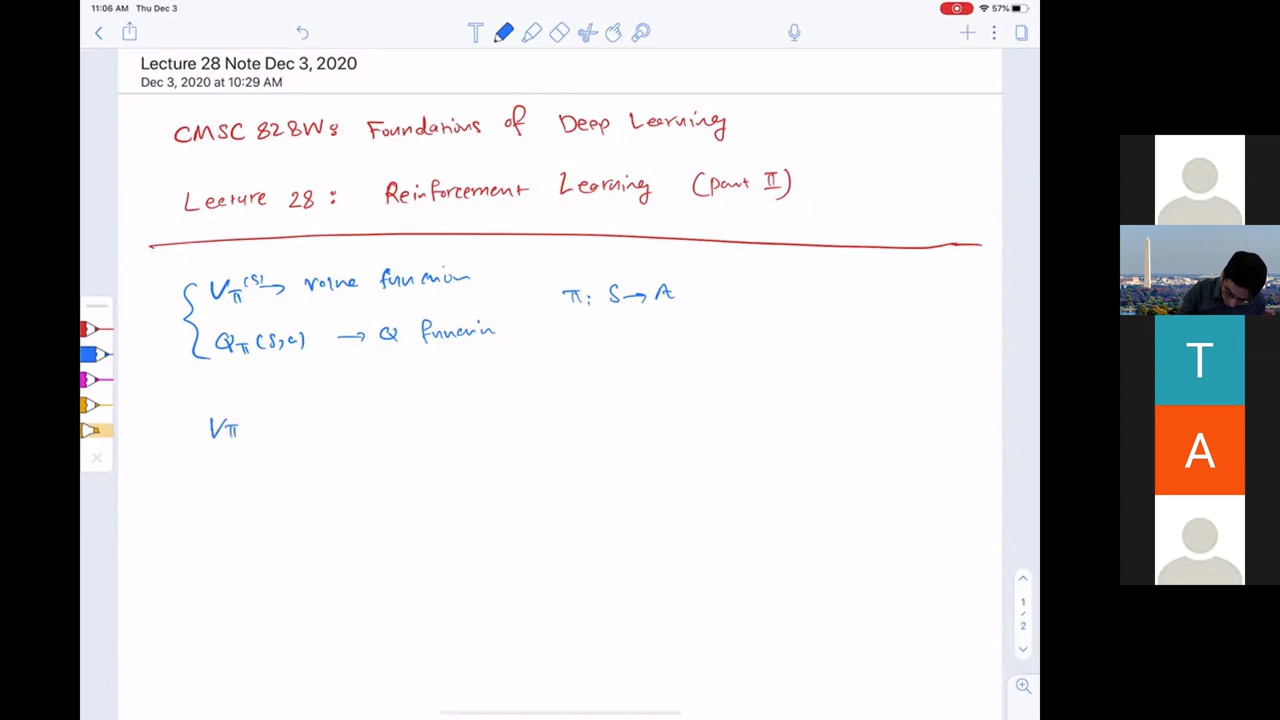 11:06 AM Thu Dec 3
57%
Lecture 28 Note Dec 3, 2020
Dec 3, 2020 at 10:29 AM
CMSC 828W: Foundations of Deep Learning
Lecture 28: Reinforcement Learning (part II)
Vπ(s) → value function
π: S → A
Qπ(s,a) → Q function
Vπ
1
/
2
T
A